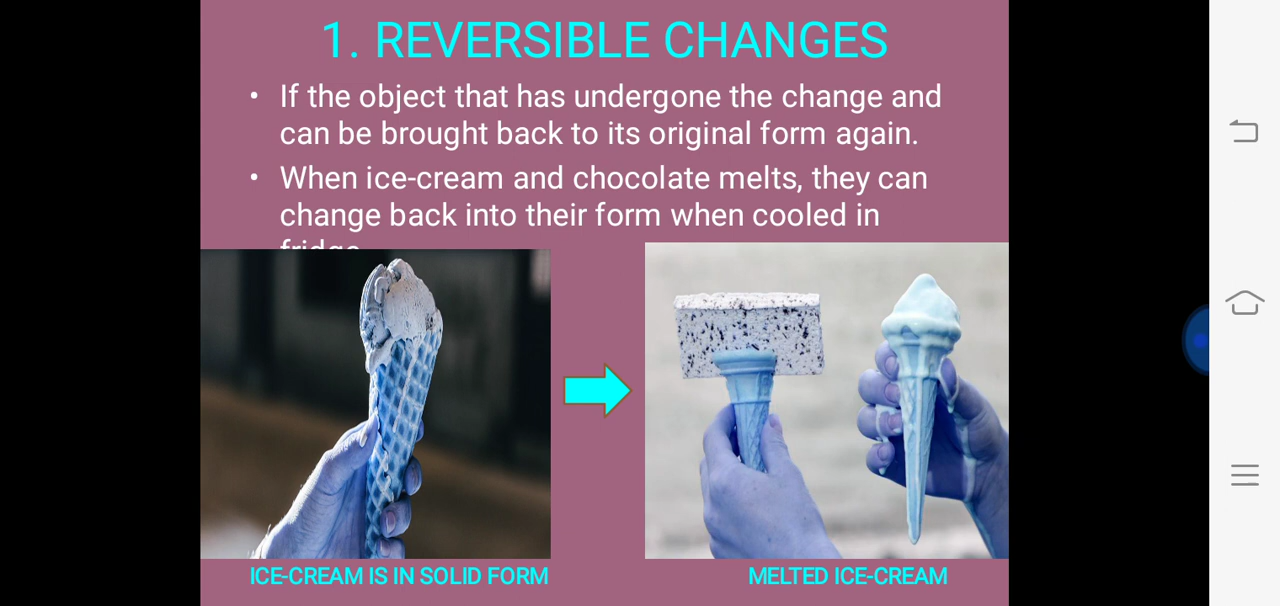 1. REVERSIBLE CHANGES
• If the object that has undergone the change and
can be brought back to its original form again.
• When ice-cream and chocolate melts, they can
change back into their form when cooled in
ICE-CREAM IS IN SOLID FORM
MELTED ICE-CREAM